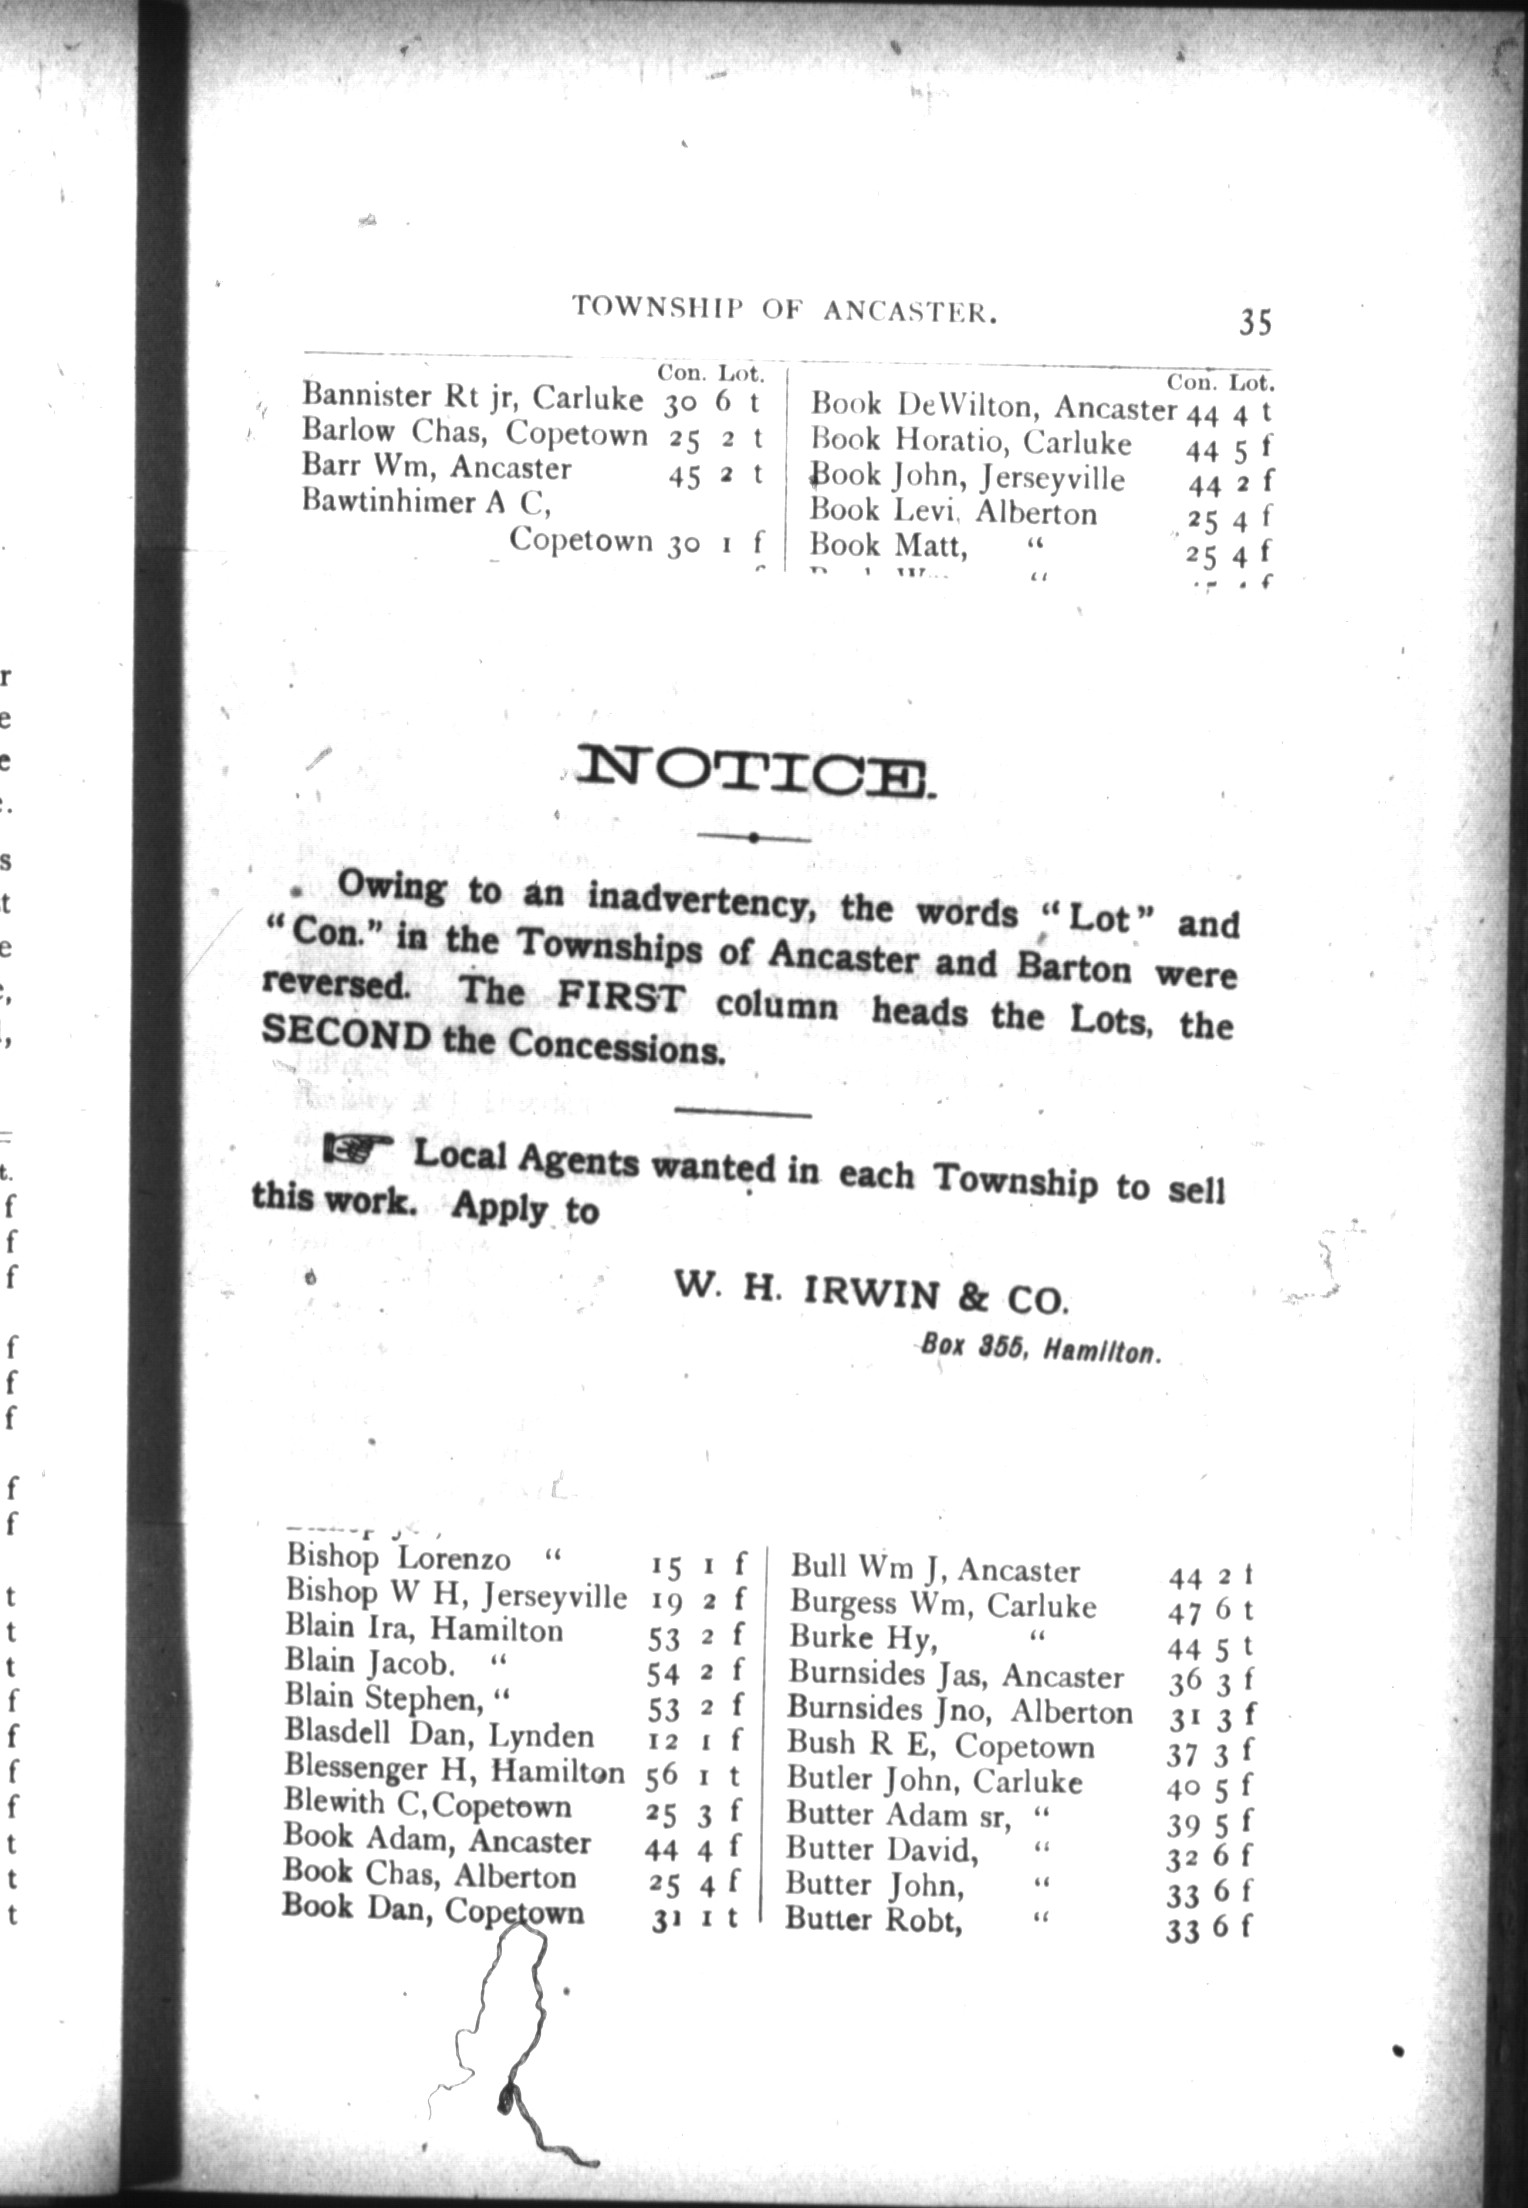 TOWNSHIP OF ANCASTER. 35
Con. Lot.
Bannister Rt jr, Carluke 30 6 t
Barlow Chas, Copetown 25 2 t
Barr Wm, Ancaster 45 2 t
Bawtinhimer A C,
Copetown 30 1 f
f
Con. Lot.
Book DeWilton, Ancaster 44 4 t
Book Horatio, Carluke 44 5 f
Book John, Jerseyville 44 2 f
Book Levi, Alberton 25 4 f
Book Matt, “ 25 4 f
“ f
NOTICE.
Owing to an inadvertency, the words “Lot” and
“Con.” in the Townships of Ancaster and Barton were
reversed. The FIRST column heads the Lots, the
SECOND the Concessions.
☞ Local Agents wanted in each Township to sell
this work. Apply to
W. H. IRWIN & CO.
Box 355, Hamilton.
Bishop Lorenzo “ 15 1 f
Bishop W H, Jerseyville 19 2 f
Blain Ira, Hamilton 53 2 f
Blain Jacob. “ 54 2 f
Blain Stephen, “ 53 2 f
Blasdell Dan, Lynden 12 1 f
Blessenger H, Hamilton 56 1 t
Blewith C, Copetown 25 3 f
Book Adam, Ancaster 44 4 f
Book Chas, Alberton 25 4 f
Book Dan, Copetown 31 1 t
Bull Wm J, Ancaster 44 2 t
Burgess Wm, Carluke 47 6 t
Burke Hy, “ 44 5 t
Burnsides Jas, Ancaster 36 3 f
Burnsides Jno, Alberton 31 3 f
Bush R E, Copetown 37 3 f
Butler John, Carluke 40 5 f
Butter Adam sr, “ 39 5 f
Butter David, “ 32 6 f
Butter John, “ 33 6 f
Butter Robt, “ 33 6 f